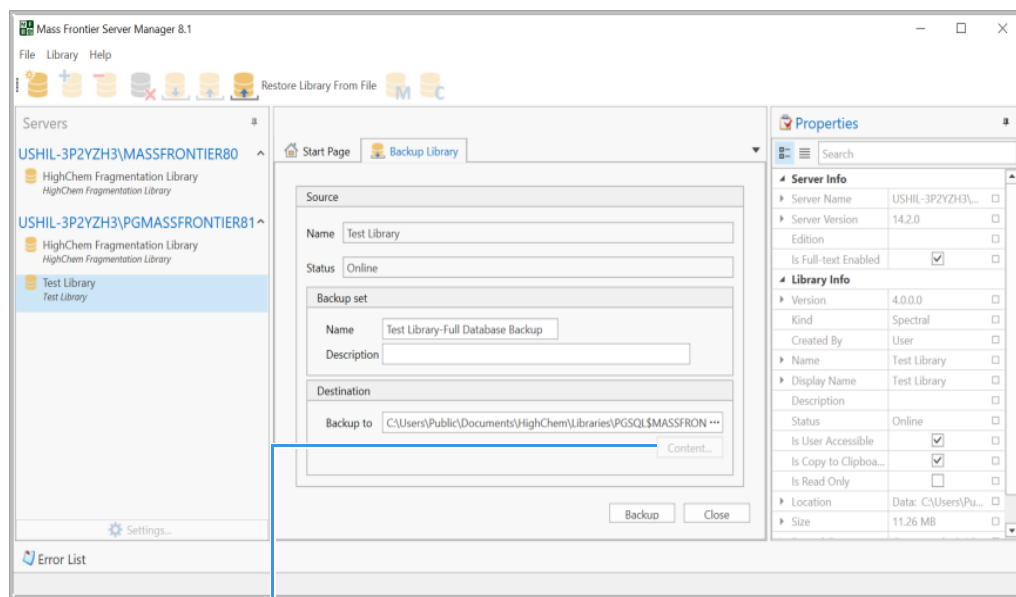 Mass Frontier Server Manager 8.1
File Library Help
Restore Library From File
M
C
Servers
USHIL-3P2YZH3\MASSFRONTIER80
HighChem Fragmentation Library
HighChem Fragmentation Library
USHIL-3P2YZH3\PGMASSFRONTIER81
HighChem Fragmentation Library
HighChem Fragmentation Library
Test Library
Test Library
Settings...
Start Page
Backup Library
Source
Name Test Library
Status Online
Backup set
Name Test Library-Full Database Backup
Description
Destination
Backup to C:\Users\Public\Documents\HighChem\Libraries\PGSQL$MASSFRON ...
Content...
Backup Close
Properties
Search
Server Info
Server Name USHIL-3P2YZH3\...
Server Version 14.2.0
Edition
Is Full-text Enabled
Library Info
Version 4.0.0.0
Kind Spectral
Created By User
Name Test Library
Display Name Test Library
Description
Status Online
Is User Accessible
Is Copy to Clipboa...
Is Read Only
Location Data: C:\Users\Pu...
Size 11.26 MB
Error List